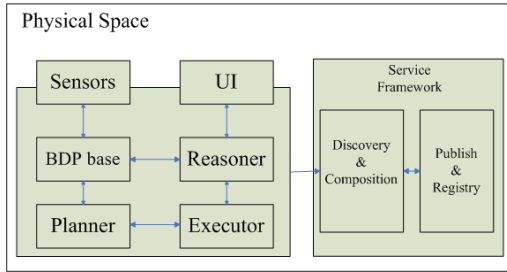 Physical Space
Sensors
UI
BDP base
Reasoner
Planner
Executor
Service
Framework
Discovery
&
Composition
Publish
&
Registry